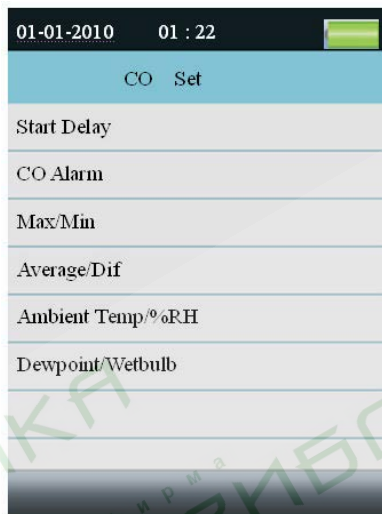 01-01-2010 01 : 22
CO Set
Start Delay
CO Alarm
Max/Min
Average/Dif
Ambient Temp/%RH
Dewpoint/Wetbulb